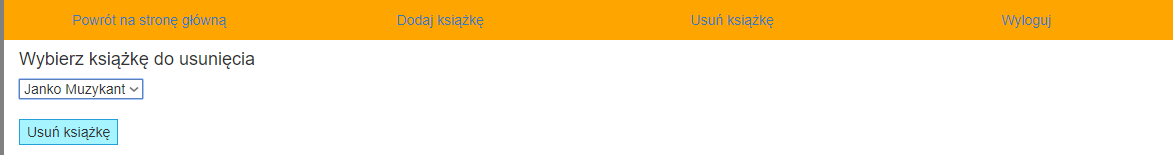 Powrót na stronę główną Dodaj książkę Usuń książkę Wyloguj
Wybierz książkę do usunięcia
Janko Muzykant
Usuń książkę